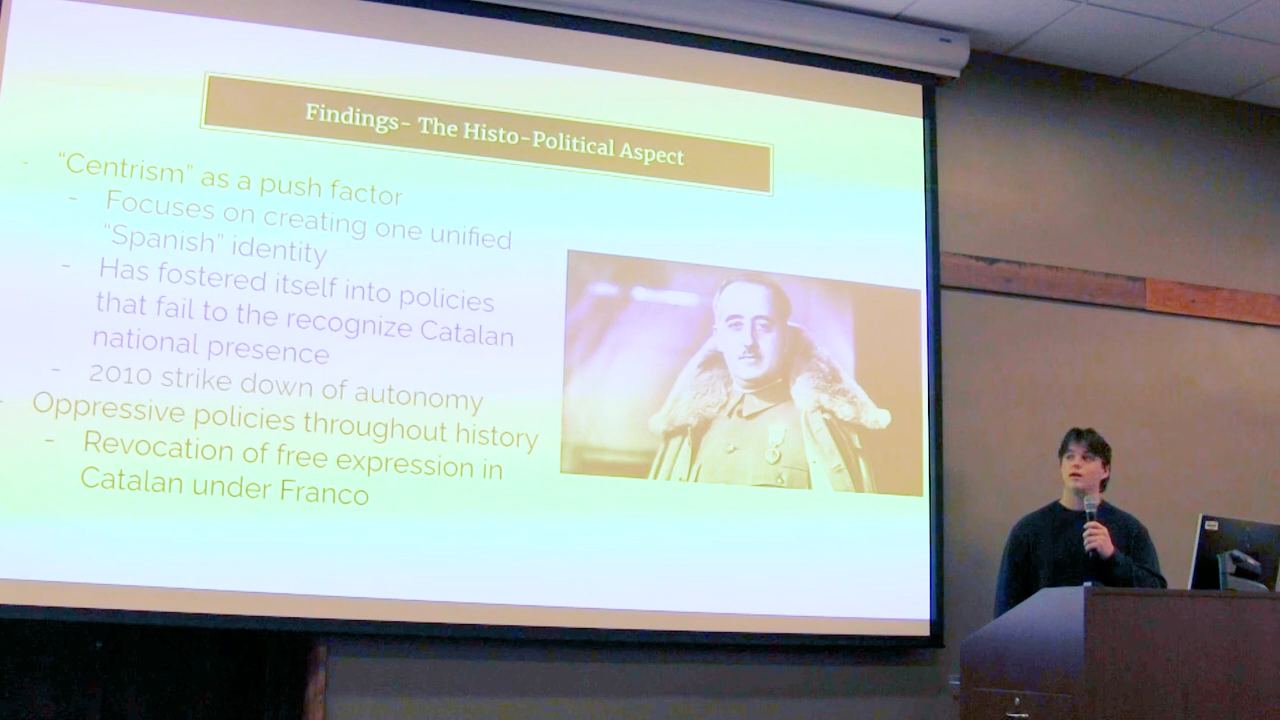 Findings- The Histo-Political Aspect
- “Centrism” as a push factor
- Focuses on creating one unified
“Spanish” identity
- Has fostered itself into policies
that fail to the recognize Catalan
national presence
- 2010 strike down of autonomy
- Oppressive policies throughout history
- Revocation of free expression in
Catalan under Franco